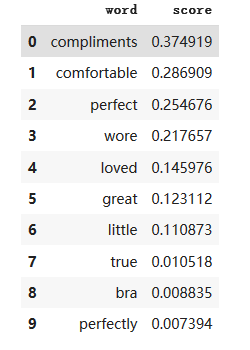 word score
0 compliments 0.374919
1 comfortable 0.286909
2 perfect 0.254676
3 wore 0.217657
4 loved 0.145976
5 great 0.123112
6 little 0.110873
7 true 0.010518
8 bra 0.008835
9 perfectly 0.007394